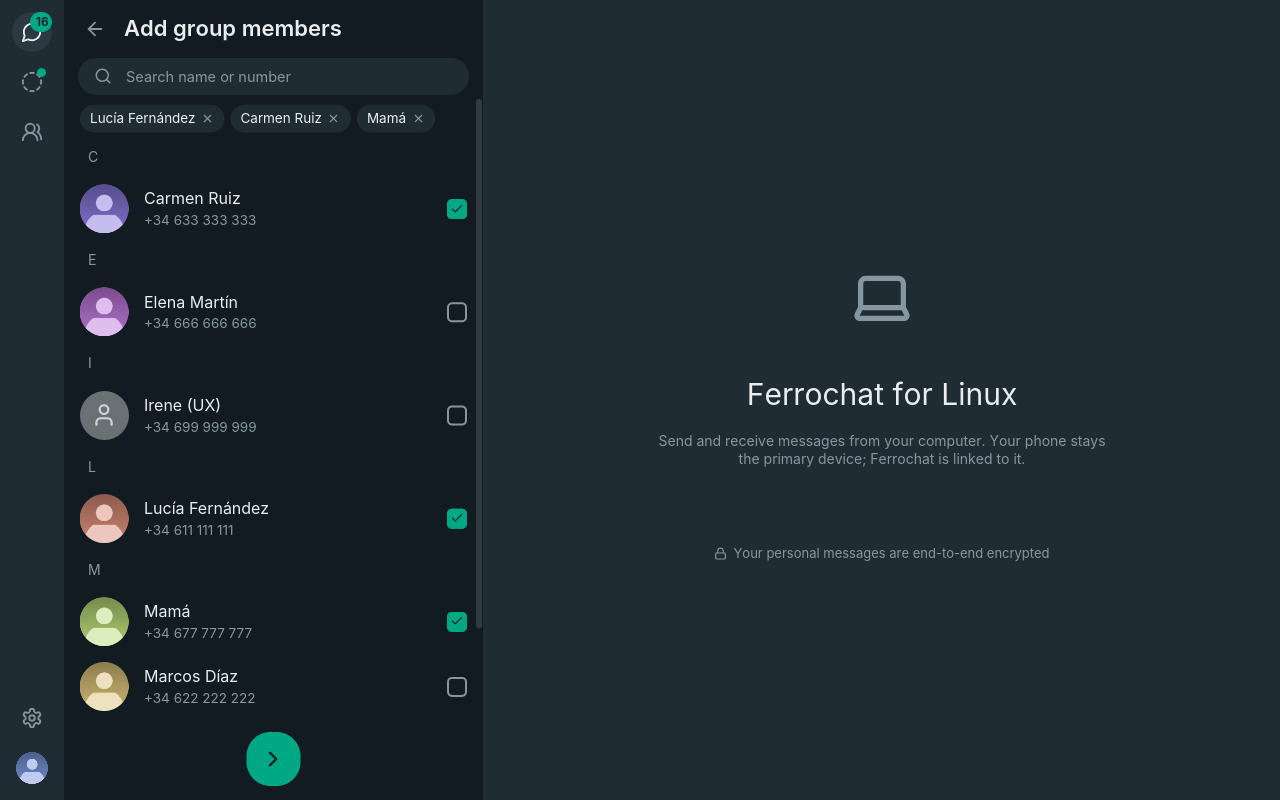 16
Add group members
Search name or number
Lucía Fernández
Carmen Ruiz
Mamá
C
Carmen Ruiz
+34 633 333 333
E
Elena Martín
+34 666 666 666
I
Irene (UX)
+34 699 999 999
L
Lucía Fernández
+34 611 111 111
M
Mamá
+34 677 777 777
Marcos Díaz
+34 622 222 222
Ferrochat for Linux
Send and receive messages from your computer. Your phone stays
the primary device; Ferrochat is linked to it.
Your personal messages are end-to-end encrypted